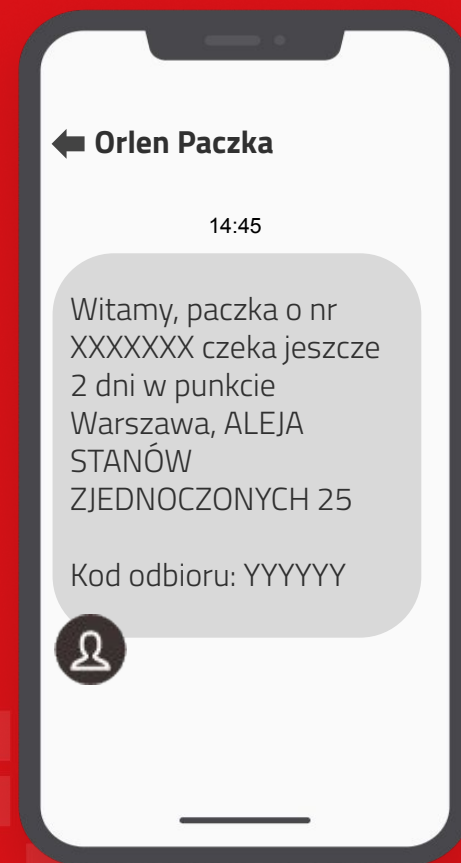 Orlen Paczka
14:45
Witamy, paczka o nr
XXXXXXX czeka jeszcze
2 dni w punkcie
Warszawa, ALEJA
STANÓW
ZJEDNOCZONYCH 25
Kod odbioru: YYYYYY